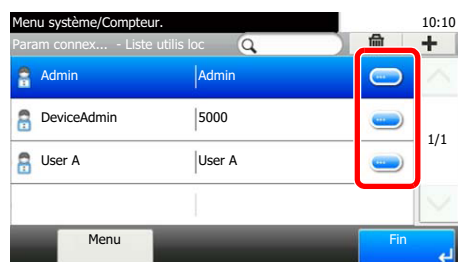 Menu système/Compteur.
10:10
Param connex... - Liste utilis loc
Admin Admin
DeviceAdmin 5000
1/1
User A User A
Menu Fin